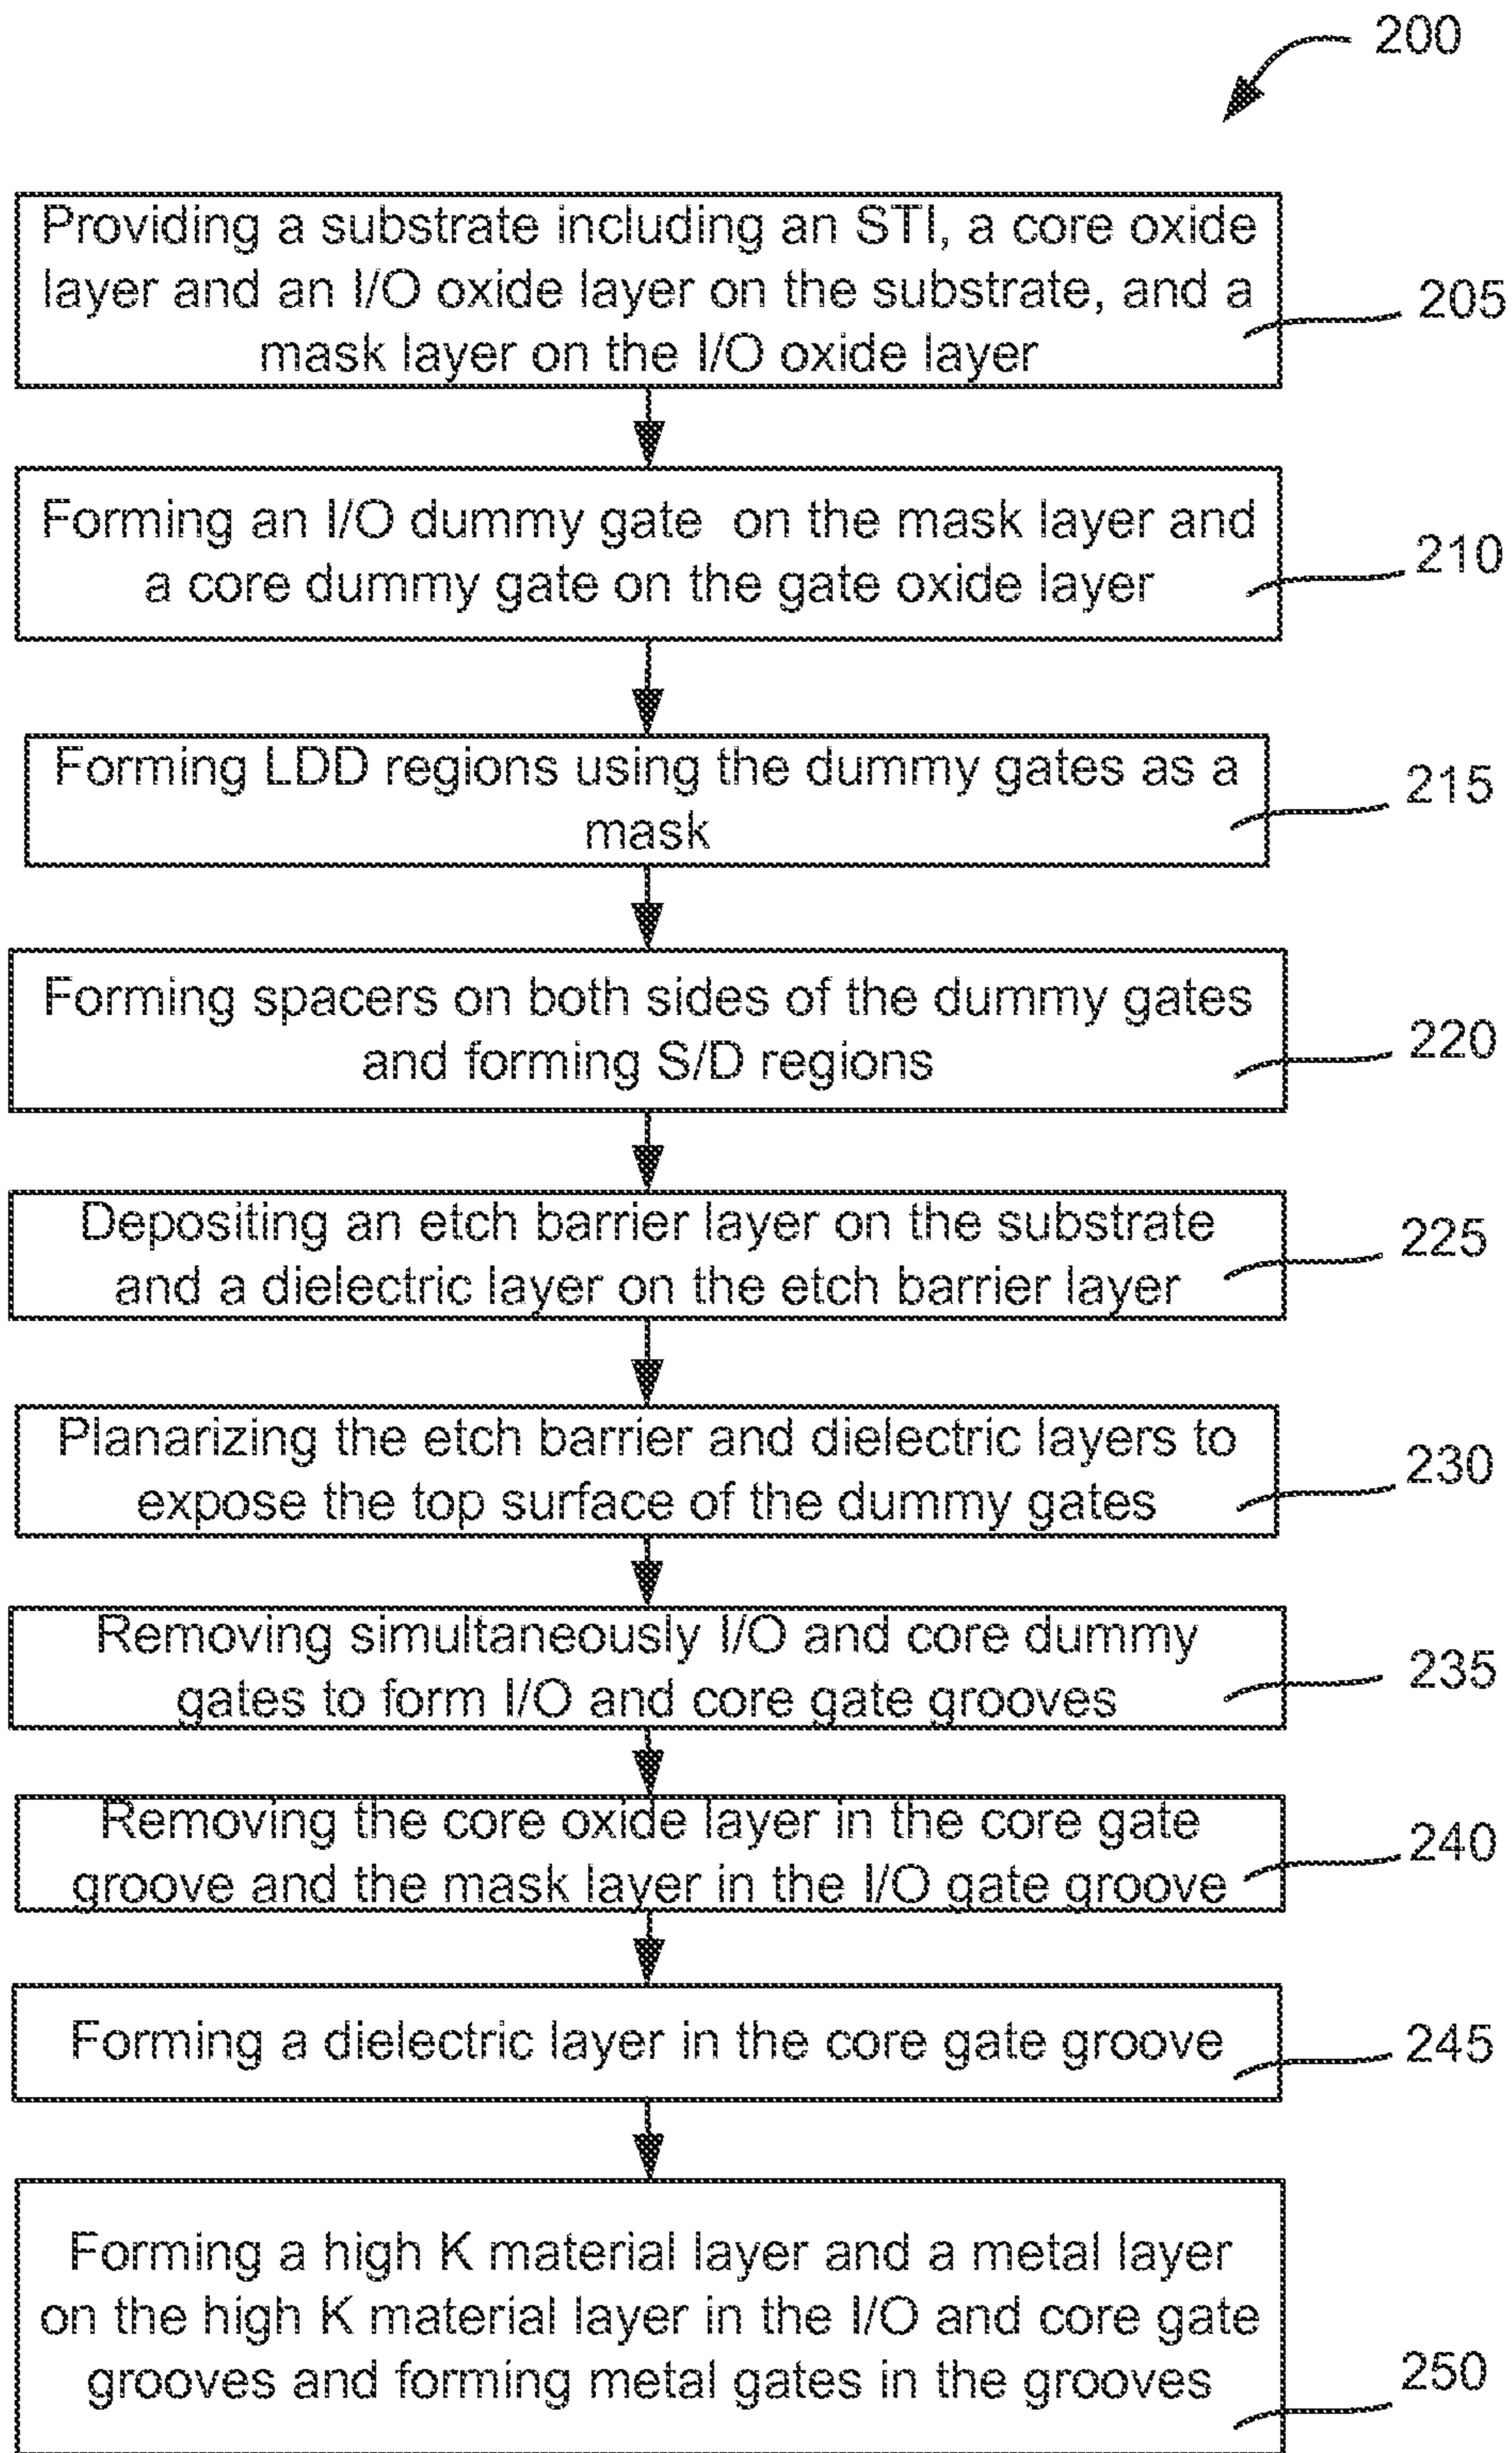 200
Providing a substrate including an STI, a core oxide
layer and an I/O oxide layer on the substrate, and a
mask layer on the I/O oxide layer
205
Forming an I/O dummy gate on the mask layer and
a core dummy gate on the gate oxide layer
210
Forming LDD regions using the dummy gates as a
mask
215
Forming spacers on both sides of the dummy gates
and forming S/D regions
220
Depositing an etch barrier layer on the substrate
and a dielectric layer on the etch barrier layer
225
Planarizing the etch barrier and dielectric layers to
expose the top surface of the dummy gates
230
Removing simultaneously I/O and core dummy
gates to form I/O and core gate grooves
235
Removing the core oxide layer in the core gate
groove and the mask layer in the I/O gate groove
240
Forming a dielectric layer in the core gate groove
245
Forming a high K material layer and a metal layer
on the high K material layer in the I/O and core gate
grooves and forming metal gates in the grooves
250